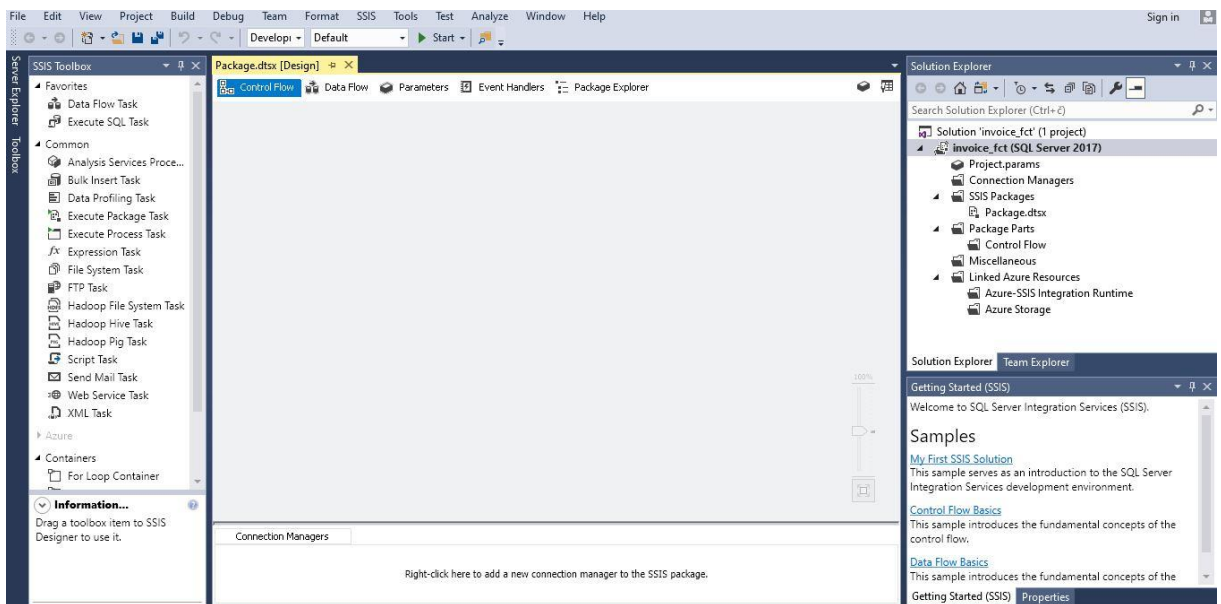 File Edit View Project Build Debug Team Format SSIS Tools Test Analyze Window Help Sign in
Developı Default Start
Server Explorer
Toolbox
SSIS Toolbox
Favorites
Data Flow Task
Execute SQL Task
Common
Analysis Services Proce...
Bulk Insert Task
Data Profiling Task
Execute Package Task
Execute Process Task
Expression Task
File System Task
FTP Task
Hadoop File System Task
Hadoop Hive Task
Hadoop Pig Task
Script Task
Send Mail Task
Web Service Task
XML Task
Azure
Containers
For Loop Container
Information...
Drag a toolbox item to SSIS
Designer to use it.
Package.dtsx [Design]
Control Flow Data Flow Parameters Event Handlers Package Explorer
100%
Connection Managers
Right-click here to add a new connection manager to the SSIS package.
Solution Explorer
Search Solution Explorer (Ctrl+č)
Solution 'invoice_fct' (1 project)
invoice_fct (SQL Server 2017)
Project.params
Connection Managers
SSIS Packages
Package.dtsx
Package Parts
Control Flow
Miscellaneous
Linked Azure Resources
Azure-SSIS Integration Runtime
Azure Storage
Solution Explorer Team Explorer
Getting Started (SSIS)
Welcome to SQL Server Integration Services (SSIS).
Samples
My First SSIS Solution
This sample serves as an introduction to the SQL Server
Integration Services development environment.
Control Flow Basics
This sample introduces the fundamental concepts of the
control flow.
Data Flow Basics
This sample introduces the fundamental concepts of the
Getting Started (SSIS) Properties